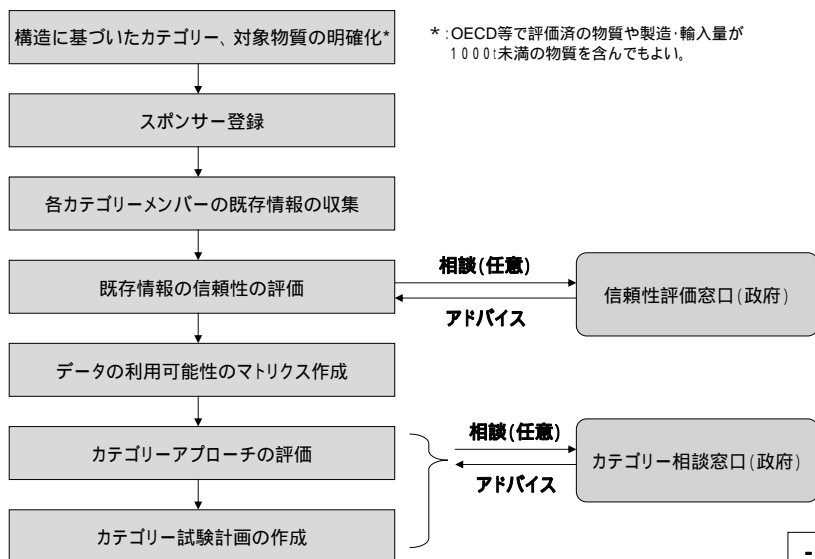 構造に基づいたカテゴリー、対象物質の明確化*
*:OECD等で評価済の物質や製造・輸入量が
1000t未満の物質を含んでもよい。
スポンサー登録
各カテゴリーメンバーの既存情報の収集
既存情報の信頼性の評価
相談(任意)
アドバイス
信頼性評価窓口(政府)
データの利用可能性のマトリクス作成
カテゴリーアプローチの評価
相談(任意)
アドバイス
カテゴリー相談窓口(政府)
カテゴリー試験計画の作成
-